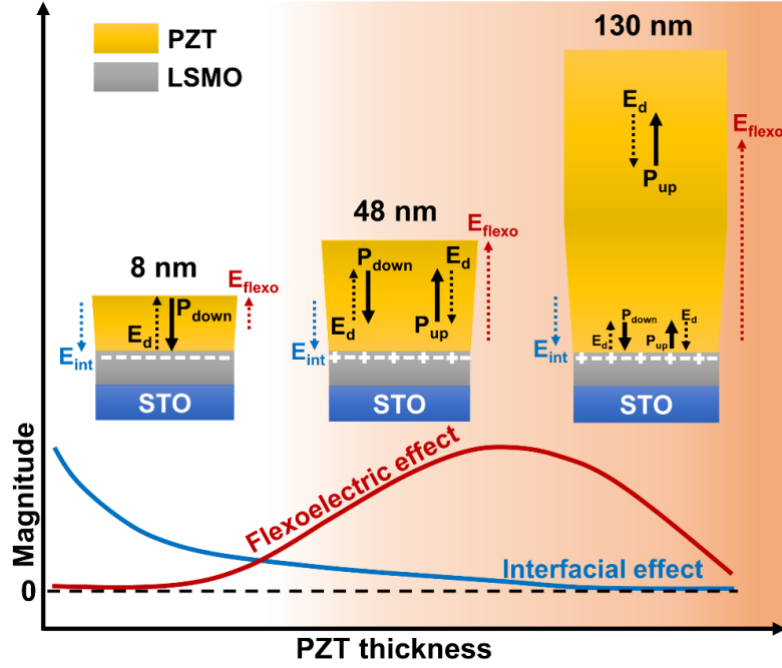 PZT
LSMO
8 nm
E_flexo
P_down
E_d
E_int
STO
48 nm
E_flexo
P_down
E_d
E_d
P_up
E_int
STO
130 nm
E_d
P_up
E_flexo
P_down
E_d
E_d
P_up
E_int
STO
Magnitude
0
Flexoelectric effect
Interfacial effect
PZT thickness